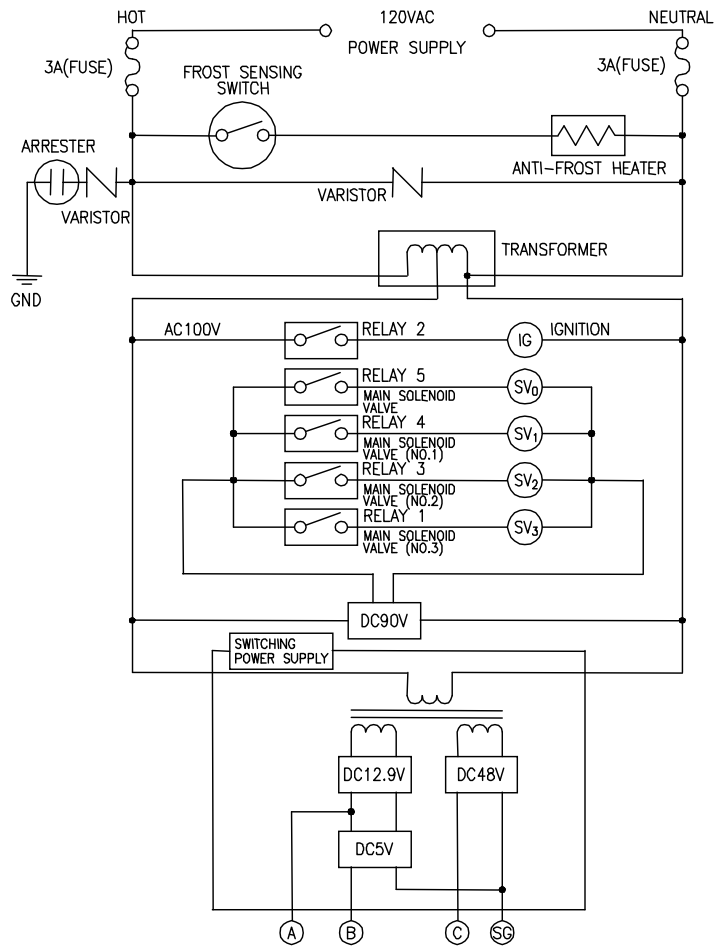 HOT
120VAC
NEUTRAL
POWER SUPPLY
3A(FUSE)
FROST SENSING
SWITCH
3A(FUSE)
ARRESTER
ANTI-FROST HEATER
VARISTOR
VARISTOR
TRANSFORMER
GND
AC100V
RELAY 2
IG
IGNITION
RELAY 5
MAIN SOLENOID
VALVE
SV0
RELAY 4
MAIN SOLENOID
VALVE (NO.1)
SV1
RELAY 3
MAIN SOLENOID
VALVE (NO.2)
SV2
RELAY 1
MAIN SOLENOID
VALVE (NO.3)
SV3
DC90V
SWITCHING
POWER SUPPLY
DC12.9V
DC48V
DC5V
A
B
C
SG